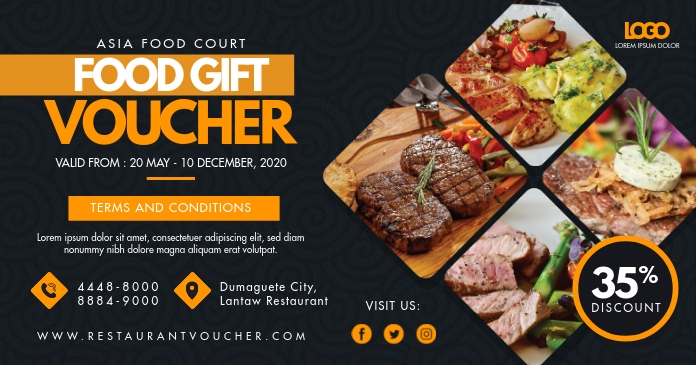 ASIA FOOD COURT
FOOD GIFT
VOUCHER
VALID FROM : 20 MAY - 10 DECEMBER, 2020
TERMS AND CONDITIONS
Lorem ipsum dolor sit amet, consectetuer adipiscing elit, sed diam
nonummy nibh dolore magna aliquam erat volutpat.
4448-8000
8884-9000
Dumaguete City,
Lantaw Restaurant
WWW.RESTAURANTVOUCHER.COM
VISIT US:
LOGO
LOREM IPSUM DOLOR
35%
DISCOUNT